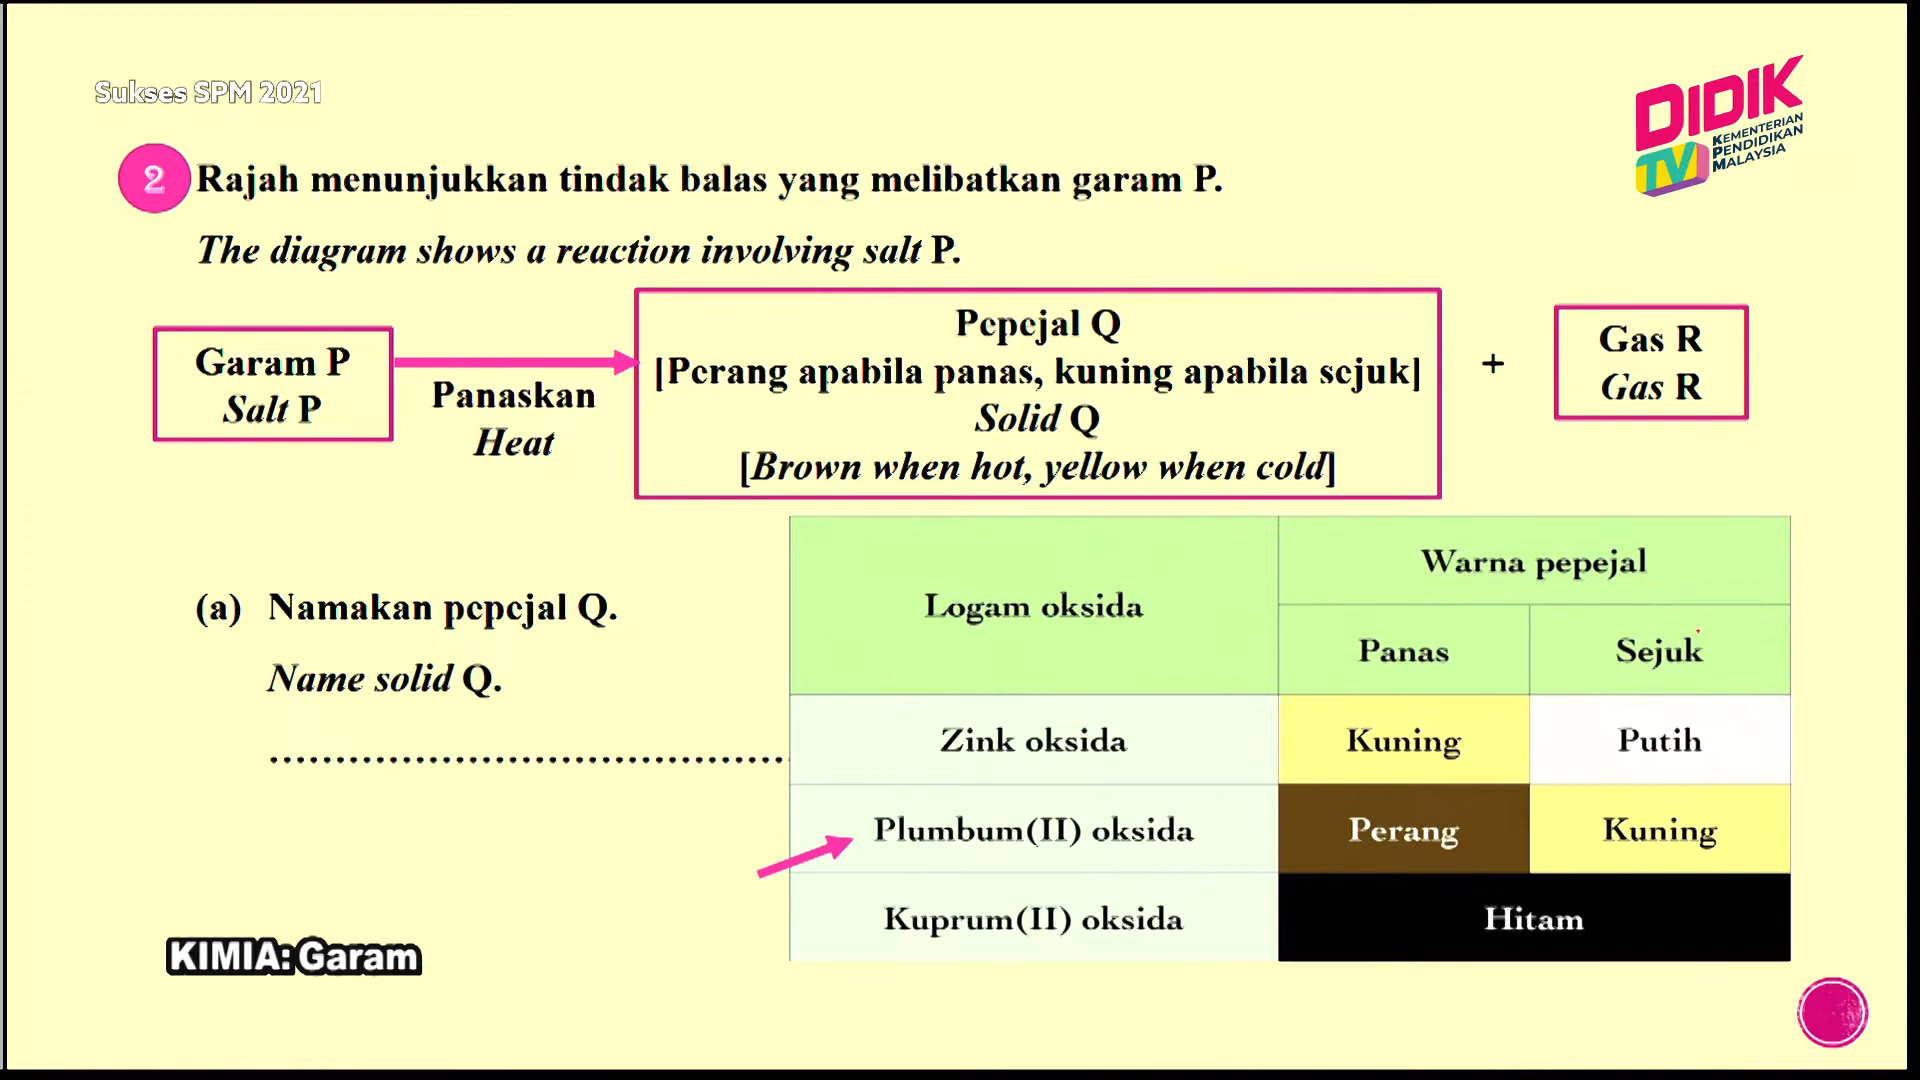 Sukses SPM 2021
DIDIK
TV
KEMENTERIAN
PENDIDIKAN
MALAYSIA
2 Rajah menunjukkan tindak balas yang melibatkan garam P.
The diagram shows a reaction involving salt P.
Garam P
Salt P
Panaskan
Heat
Pepejal Q
[Perang apabila panas, kuning apabila sejuk]
Solid Q
[Brown when hot, yellow when cold]
+
Gas R
Gas R
(a) Namakan pepejal Q.
Name solid Q.
........................................
Logam oksida
Warna pepejal
Panas
Sejuk
Zink oksida
Kuning
Putih
Plumbum(II) oksida
Perang
Kuning
Kuprum(II) oksida
Hitam
KIMIA: Garam